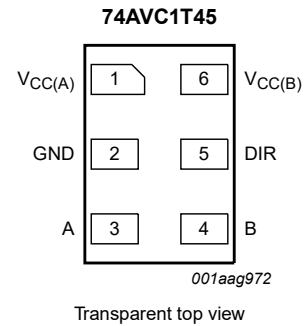 74AVC1T45
VCC(A) 1 6 VCC(B)
GND 2 5 DIR
A 3 4 B
001aag972
Transparent top view